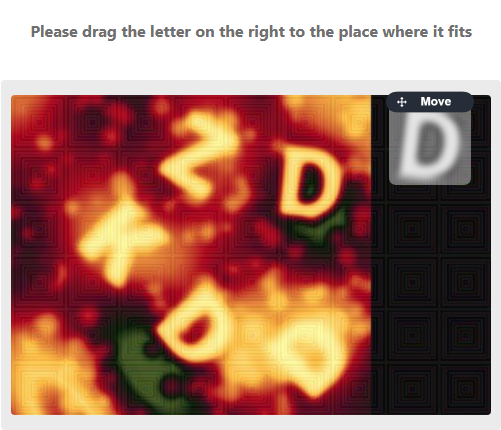 Please drag the letter on the right to the place where it fits
Move
D
Z
D
K
D
D